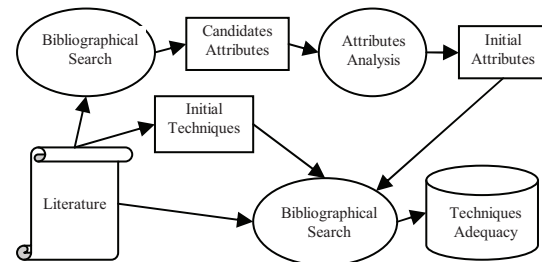 Bibliographical
Search
Candidates
Attributes
Attributes
Analysis
Initial
Attributes
Initial
Techniques
Literature
Bibliographical
Search
Techniques
Adequacy